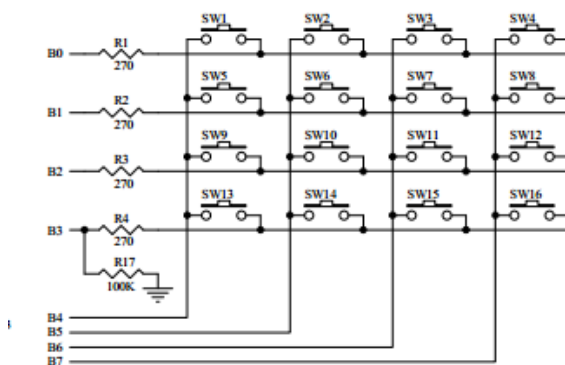 SW1 SW2 SW3 SW4
R1
B0
270
SW5 SW6 SW7 SW8
R2
B1
270
SW9 SW10 SW11 SW12
R3
B2
270
SW13 SW14 SW15 SW16
R4
B3
270
R17
100K
B4
B5
B6
B7